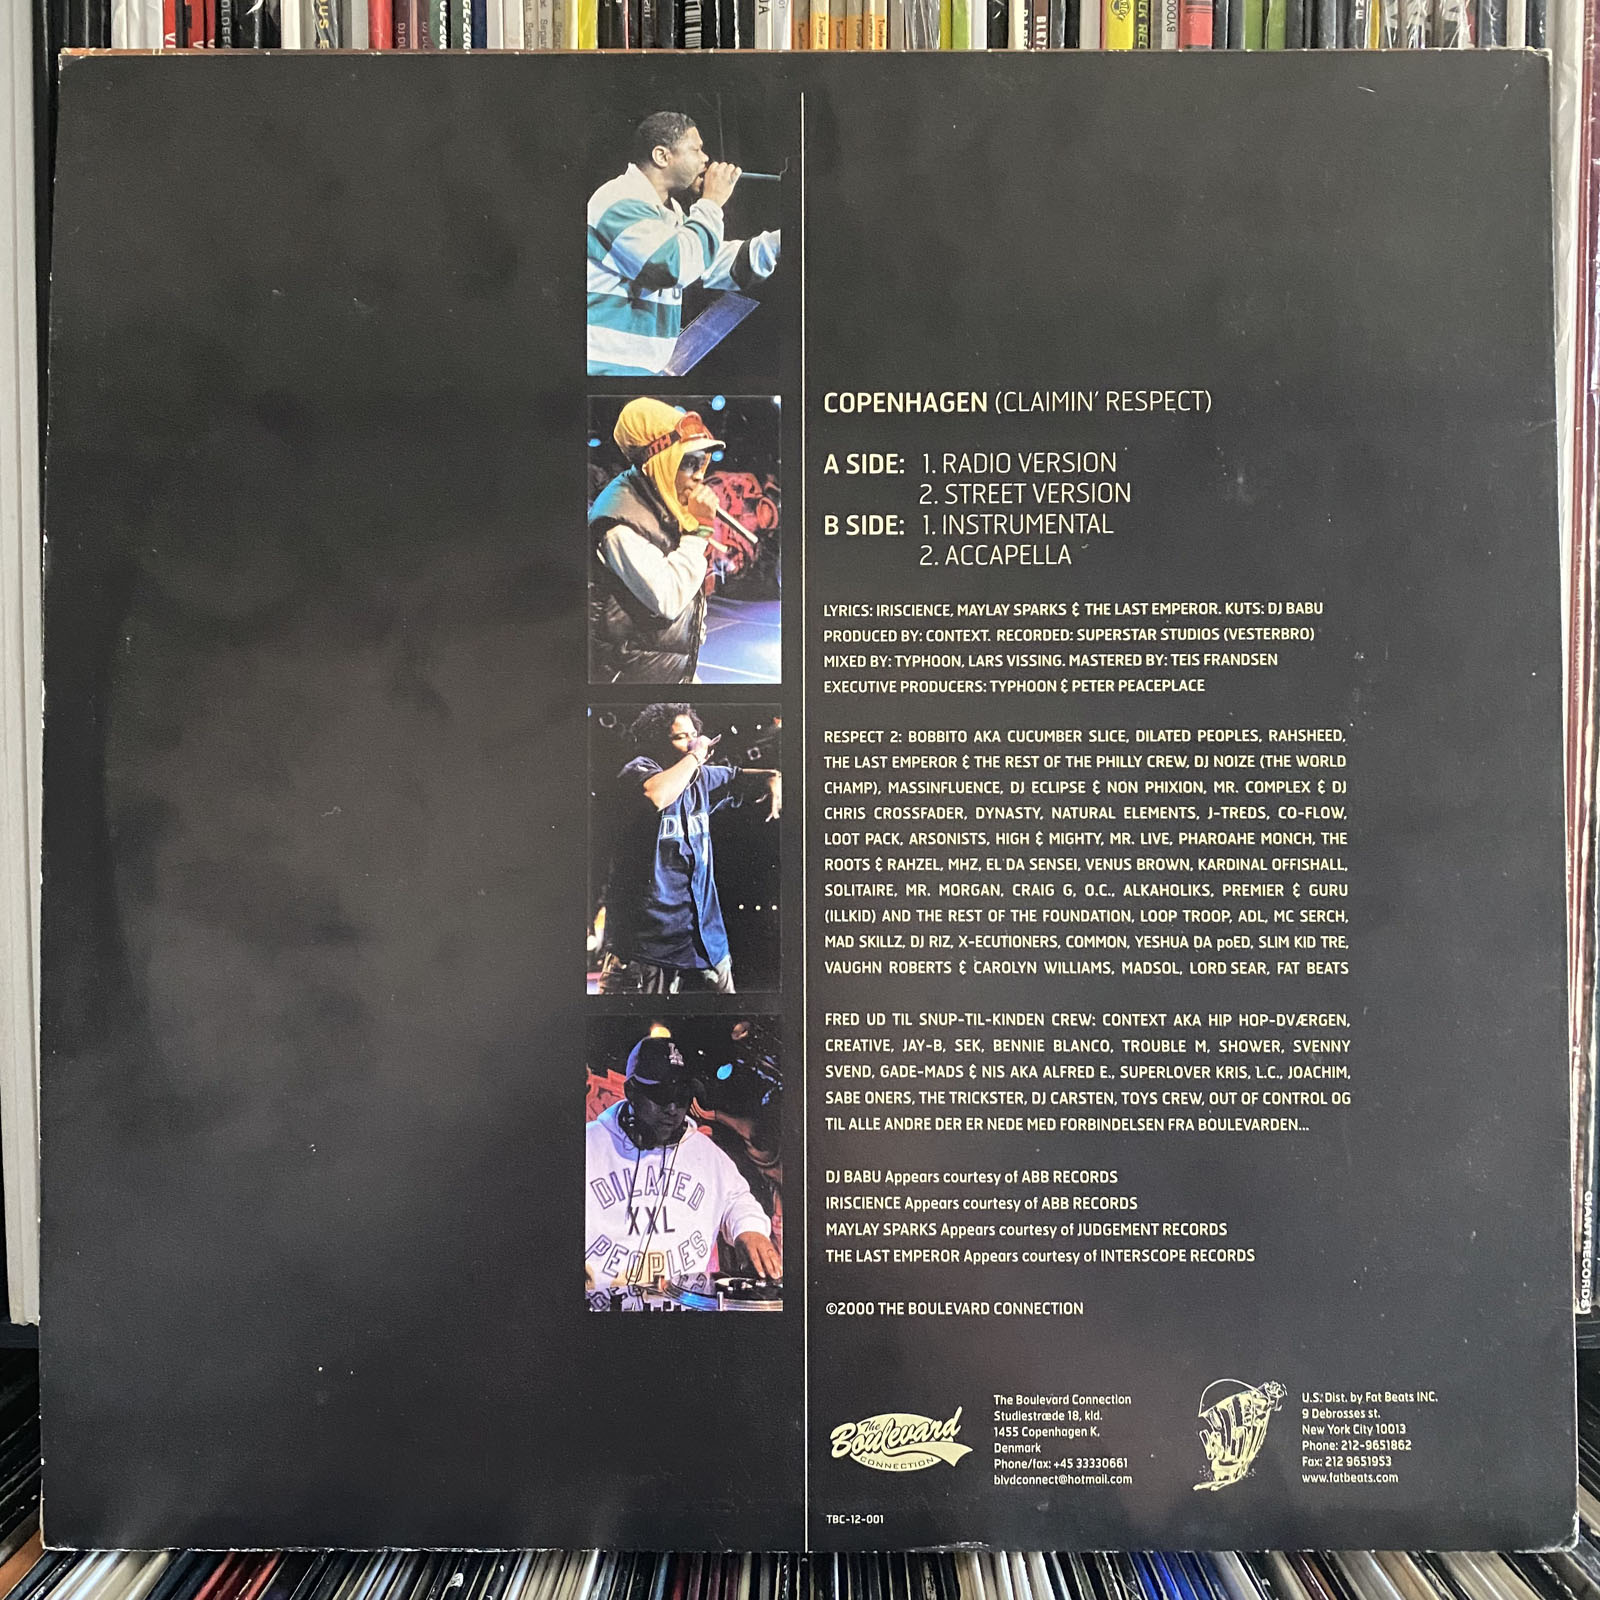 COPENHAGEN (CLAIMIN' RESPECT)
A SIDE: 1. RADIO VERSION
2. STREET VERSION
B SIDE: 1. INSTRUMENTAL
2. ACCAPELLA
LYRICS: IRISCIENCE, MAYLAY SPARKS & THE LAST EMPEROR. KUTS: DJ BABU
PRODUCED BY: CONTEXT. RECORDED: SUPERSTAR STUDIOS (VESTERBRO)
MIXED BY: TYPHOON, LARS VISSING. MASTERED BY: TEIS FRANDSEN
EXECUTIVE PRODUCERS: TYPHOON & PETER PEACEPLACE
RESPECT 2: BOBBITO AKA CUCUMBER SLICE, DILATED PEOPLES, RAHSHEED,
THE LAST EMPEROR & THE REST OF THE PHILLY CREW, DJ NOIZE (THE WORLD
CHAMP), MASSINFLUENCE, DJ ECLIPSE & NON PHIXION, MR. COMPLEX & DJ
CHRIS CROSSFADER, DYNASTY, NATURAL ELEMENTS, J-TREDS, CO-FLOW,
LOOT PACK, ARSONISTS, HIGH & MIGHTY, MR. LIVE, PHAROAHE MONCH, THE
ROOTS & RAHZEL, MHZ, EL DA SENSEI, VENUS BROWN, KARDINAL OFFISHALL,
SOLITAIRE, MR. MORGAN, CRAIG G, O.C., ALKAHOLIKS, PREMIER & GURU
(ILLKID) AND THE REST OF THE FOUNDATION, LOOP TROOP, ADL, MC SERCH,
MAD SKILLZ, DJ RIZ, X-ECUTIONERS, COMMON, YESHUA DA poED, SLIM KID TRE,
VAUGHN ROBERTS & CAROLYN WILLIAMS, MADSOL, LORD SEAR, FAT BEATS
FRED UD TIL SNUP-TIL-KINDEN CREW: CONTEXT AKA HIP HOP-DVÆRGEN,
CREATIVE, JAY-B, SEK, BENNIE BLANCO, TROUBLE M, SHOWER, SVENNY
SVEND, GADE-MADS & NIS AKA ALFRED E., SUPERLOVER KRIS, L.C., JOACHIM,
SABE ONERS, THE TRICKSTER, DJ CARSTEN, TOYS CREW, OUT OF CONTROL OG
TIL ALLE ANDRE DER ER NEDE MED FORBINDELSEN FRA BOULEVARDEN...
DJ BABU Appears courtesy of ABB RECORDS
IRISCIENCE Appears courtesy of ABB RECORDS
MAYLAY SPARKS Appears courtesy of JUDGEMENT RECORDS
THE LAST EMPEROR Appears courtesy of INTERSCOPE RECORDS
©2000 THE BOULEVARD CONNECTION
The Boulevard CONNECTION
The Boulevard Connection
Studiestræde 18, kld.
1455 Copenhagen K,
Denmark
Phone/fax: +45 33330661
blvdconnect@hotmail.com
U.S. Dist. by Fat Beats INC.
9 Debrosses st.
New York City 10013
Phone: 212-9651862
Fax: 212 9651953
www.fatbeats.com
TBC-12-001
DILATED
XXL
PEOPLES
LA
GIANT RECORDS